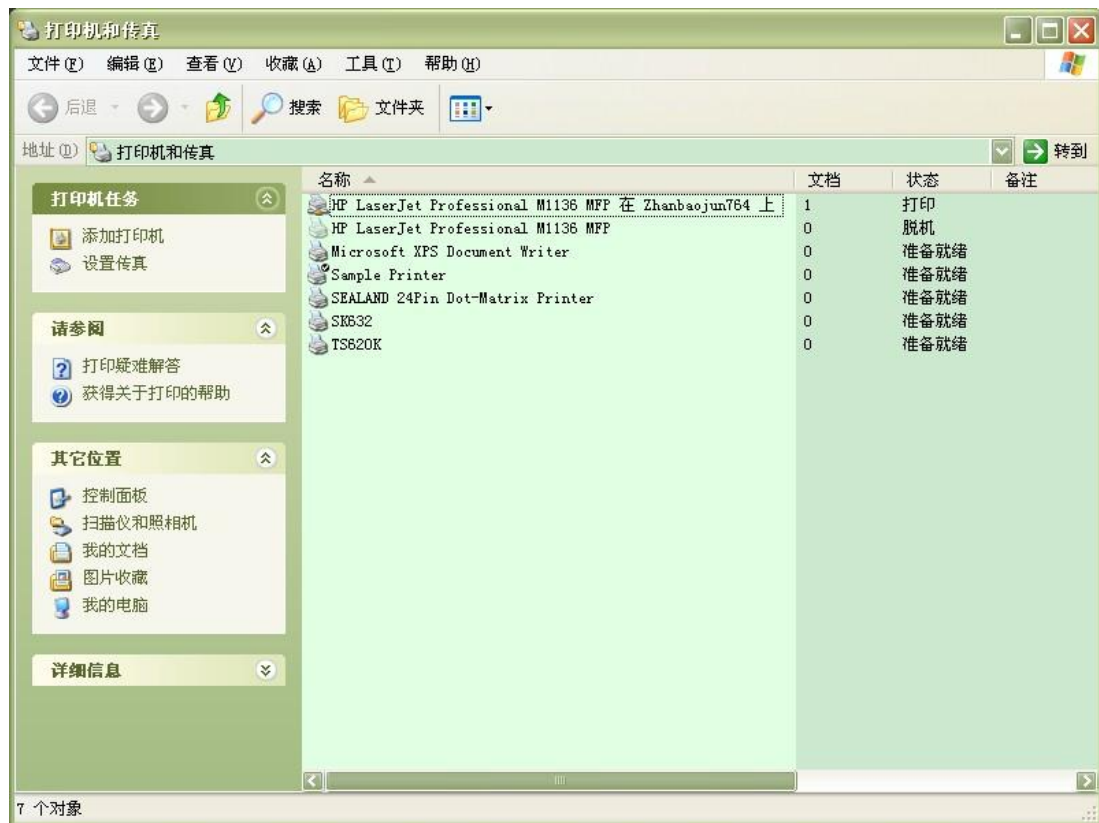 打印机和传真
文件(F) 编辑(E) 查看(V) 收藏(A) 工具(T) 帮助(H)
后退 搜索 文件夹
地址(D) 打印机和传真 转到
打印机任务
添加打印机
设置传真
请参阅
打印疑难解答
获得关于打印的帮助
其它位置
控制面板
扫描仪和照相机
我的文档
图片收藏
我的电脑
详细信息
名称 文档 状态 备注
HP LaserJet Professional M1136 MFP 在 Zhanbaojun764 上 1 打印
HP LaserJet Professional M1136 MFP 0 脱机
Microsoft XPS Document Writer 0 准备就绪
Sample Printer 0 准备就绪
SEALAND 24Pin Dot-Matrix Printer 0 准备就绪
SK632 0 准备就绪
TS620K 0 准备就绪
7 个对象